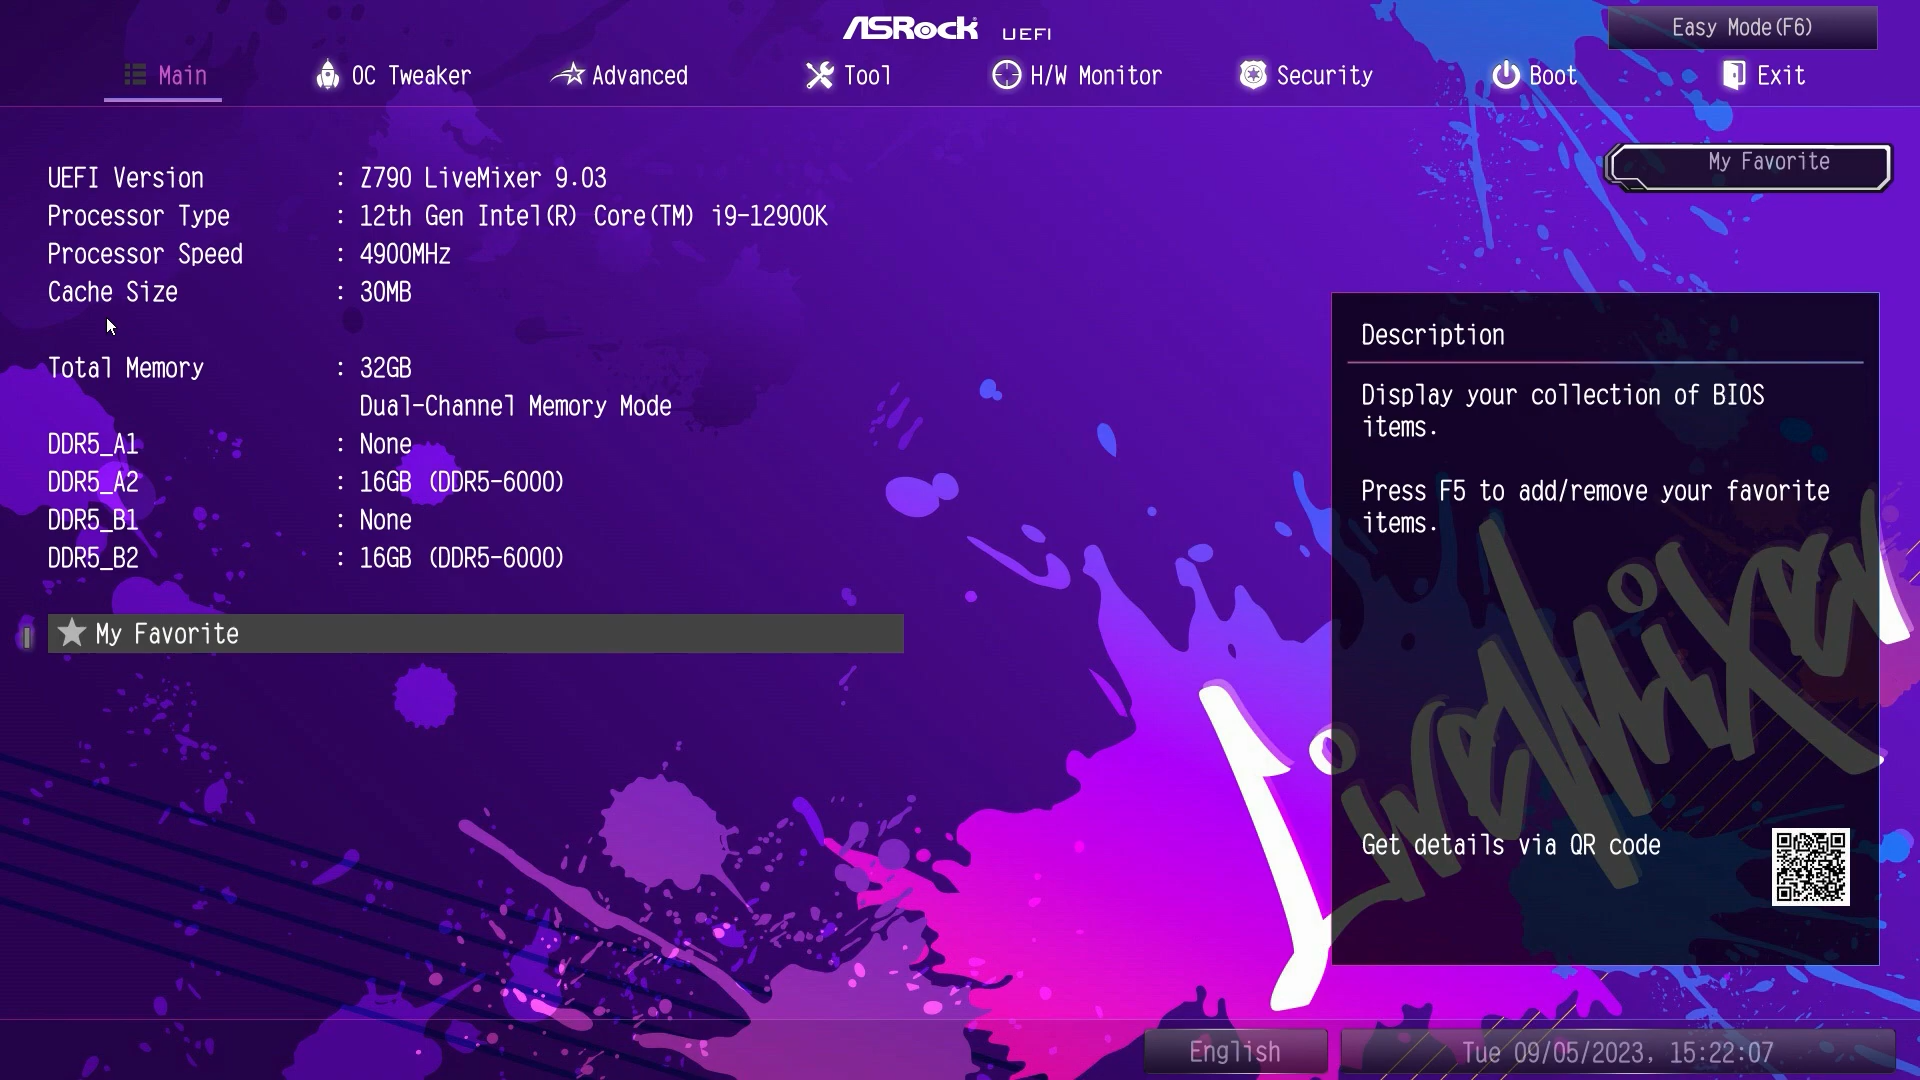 ASRock UEFI
Easy Mode(F6)
Main OC Tweaker Advanced Tool H/W Monitor Security Boot Exit
My Favorite
UEFI Version : Z790 LiveMixer 9.03
Processor Type : 12th Gen Intel(R) Core(TM) i9-12900K
Processor Speed : 4900MHz
Cache Size : 30MB
Total Memory : 32GB
Dual-Channel Memory Mode
DDR5_A1 : None
DDR5_A2 : 16GB (DDR5-6000)
DDR5_B1 : None
DDR5_B2 : 16GB (DDR5-6000)
My Favorite
Description
Display your collection of BIOS
items.
Press F5 to add/remove your favorite
items.
LiveMixer
Get details via QR code
English
Tue 09/05/2023, 15:22:07